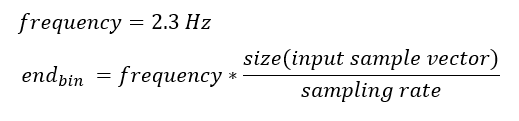 frequency = 2.3 Hz
end_bin = frequency * size(input sample vector) / sampling rate